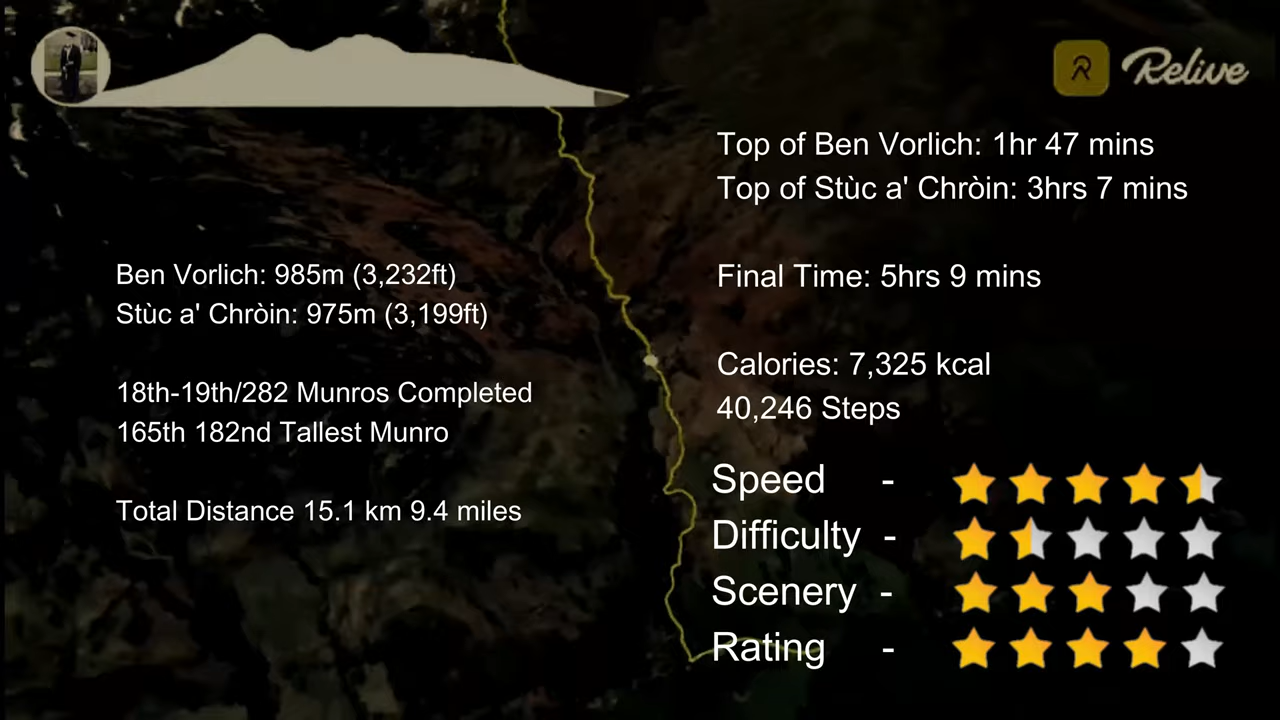 Relive
Top of Ben Vorlich: 1hr 47 mins
Top of Stùc a' Chròin: 3hrs 7 mins
Ben Vorlich: 985m (3,232ft)
Stùc a' Chròin: 975m (3,199ft)
Final Time: 5hrs 9 mins
18th-19th/282 Munros Completed
165th 182nd Tallest Munro
Calories: 7,325 kcal
40,246 Steps
Total Distance 15.1 km 9.4 miles
Speed -
Difficulty -
Scenery -
Rating -